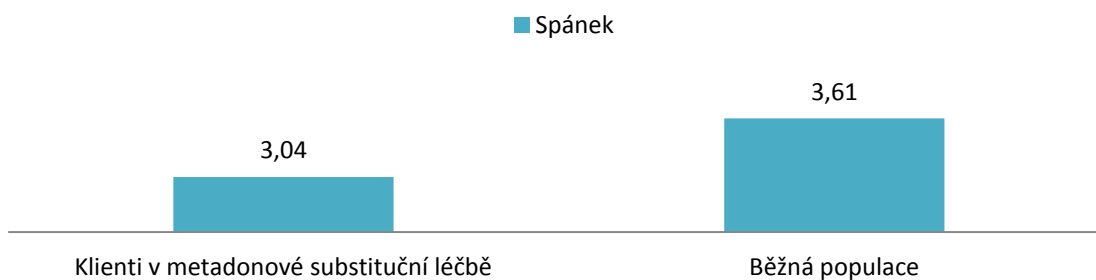 Spánek
3,04
3,61
Klienti v metadonové substituční léčbě
Běžná populace